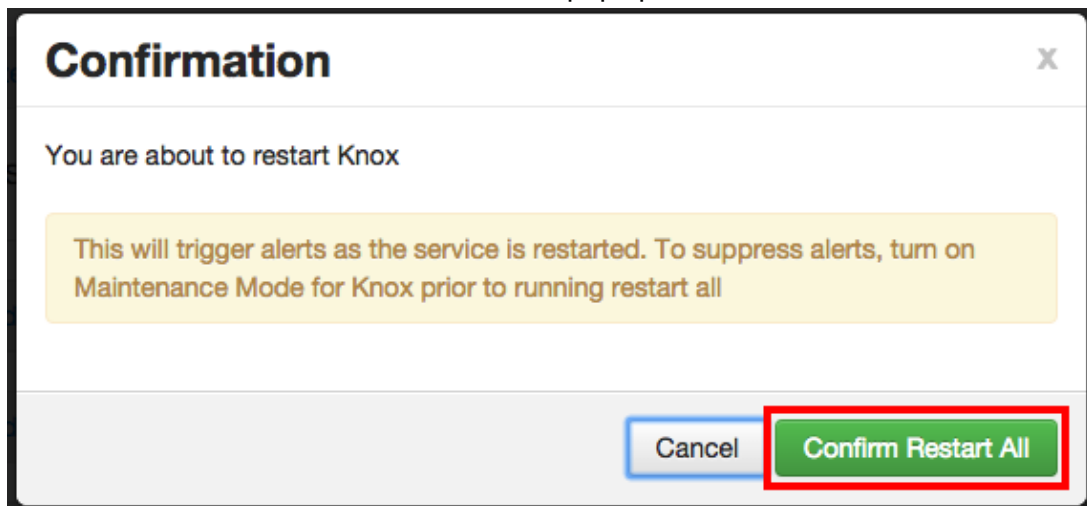 Confirmation
x
You are about to restart Knox
This will trigger alerts as the service is restarted. To suppress alerts, turn on
Maintenance Mode for Knox prior to running restart all
Cancel
Confirm Restart All